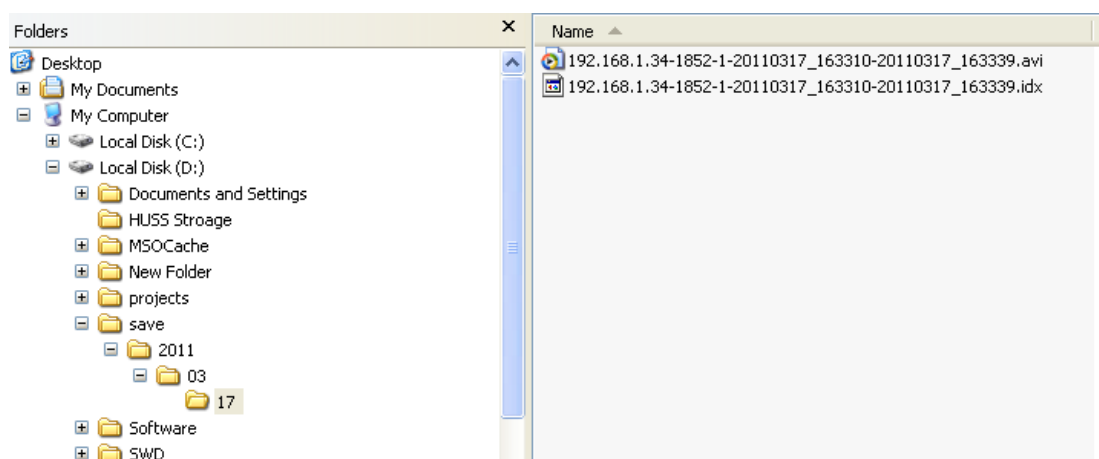 Folders
Desktop
My Documents
My Computer
Local Disk (C:)
Local Disk (D:)
Documents and Settings
HUSS Stroage
MSOCache
New Folder
projects
save
2011
03
17
Software
SWD
Name
192.168.1.34-1852-1-20110317_163310-20110317_163339.avi
192.168.1.34-1852-1-20110317_163310-20110317_163339.idx